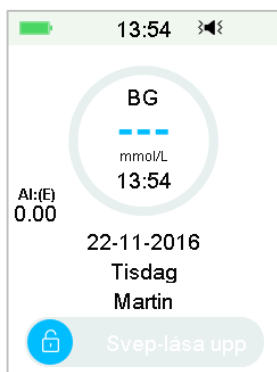 13:54
BG
---
mmol/L
13:54
AI:(E)
0.00
22-11-2016
Tisdag
Martin
Svep-låsa upp